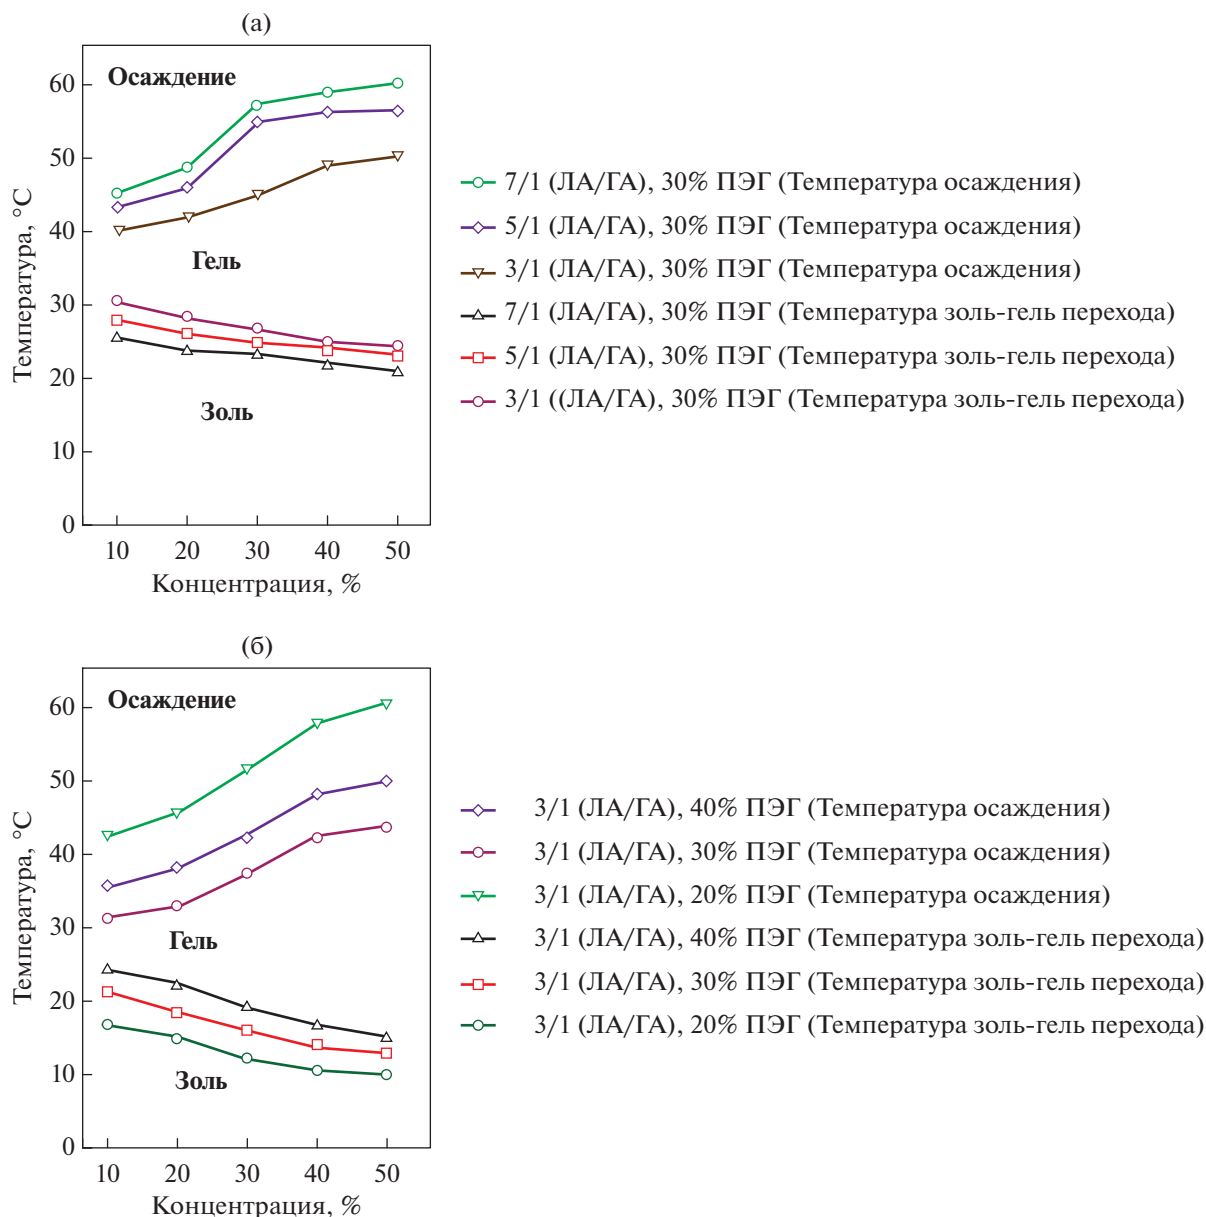 (а)
Осаждение
60
50
40
30
20
10
0
Гель
Золь
Температура, °C
10 20 30 40 50
Концентрация, %
7/1 (ЛА/ГА), 30% ПЭГ (Температура осаждения)
5/1 (ЛА/ГА), 30% ПЭГ (Температура осаждения)
3/1 (ЛА/ГА), 30% ПЭГ (Температура осаждения)
7/1 (ЛА/ГА), 30% ПЭГ (Температура золь-гель перехода)
5/1 (ЛА/ГА), 30% ПЭГ (Температура золь-гель перехода)
3/1 ((ЛА/ГА), 30% ПЭГ (Температура золь-гель перехода)
(б)
Осаждение
60
50
40
30
20
10
0
Гель
Золь
Температура, °C
10 20 30 40 50
Концентрация, %
3/1 (ЛА/ГА), 40% ПЭГ (Температура осаждения)
3/1 (ЛА/ГА), 30% ПЭГ (Температура осаждения)
3/1 (ЛА/ГА), 20% ПЭГ (Температура осаждения)
3/1 (ЛА/ГА), 40% ПЭГ (Температура золь-гель перехода)
3/1 (ЛА/ГА), 30% ПЭГ (Температура золь-гель перехода)
3/1 (ЛА/ГА), 20% ПЭГ (Температура золь-гель перехода)